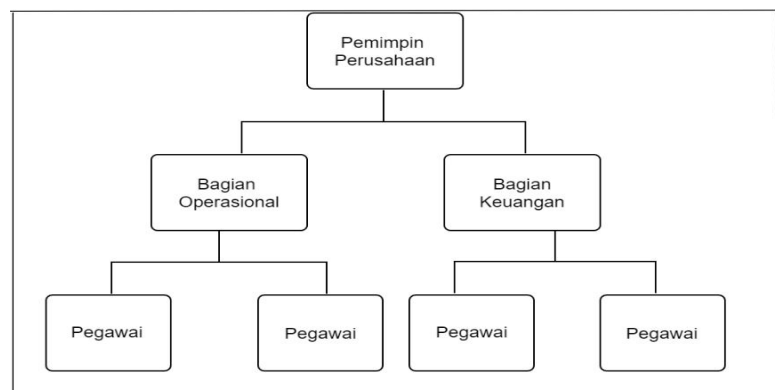 Pemimpin
Perusahaan
Bagian
Operasional
Bagian
Keuangan
Pegawai
Pegawai
Pegawai
Pegawai